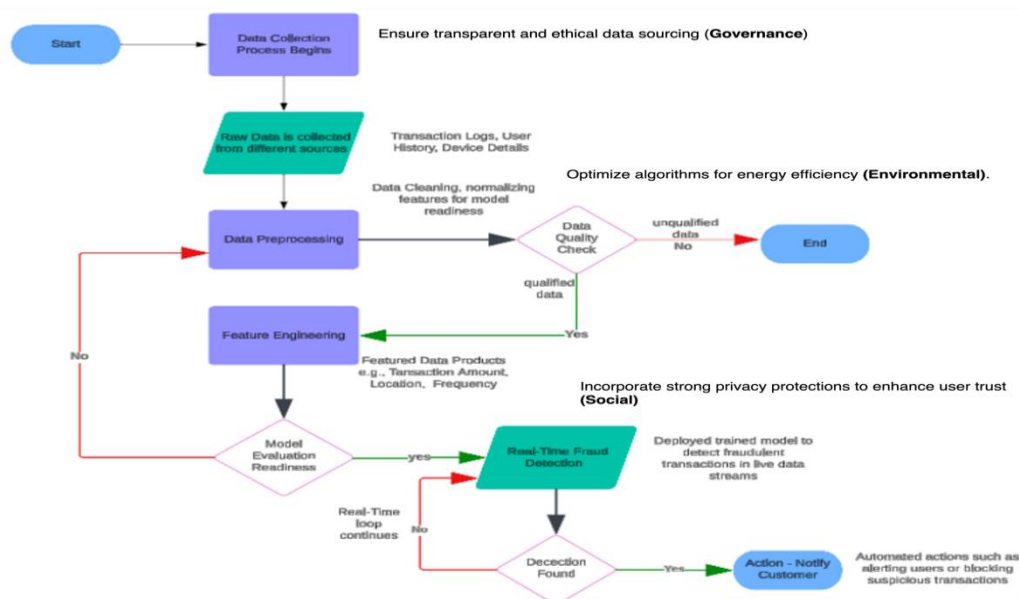 Start
Data Collection
Process Begins
Ensure transparent and ethical data sourcing (Governance)
Raw Data is collected
from different sources
Transaction Logs, User
History, Device Details
Optimize algorithms for energy efficiency (Environmental).
Data Cleaning, normalizing
features for model
readiness
Data Preprocessing
Data
Quality
Check
unqualified
data
No
End
qualified
data
Yes
Feature Engineering
No
Featured Data Products
e.g., Tansaction Amount,
Location, Frequency
Incorporate strong privacy protections to enhance user trust
(Social)
Model
Evaluation
Readiness
yes
Real-Time Fraud
Detection
Deployed trained model to
detect fraudulent
transactions in live data
streams
Real-Time
loop
continues
No
Decection
Found
Yes
Action - Notify
Customer
Automated actions such as
alerting users or blocking
suspicious transactions